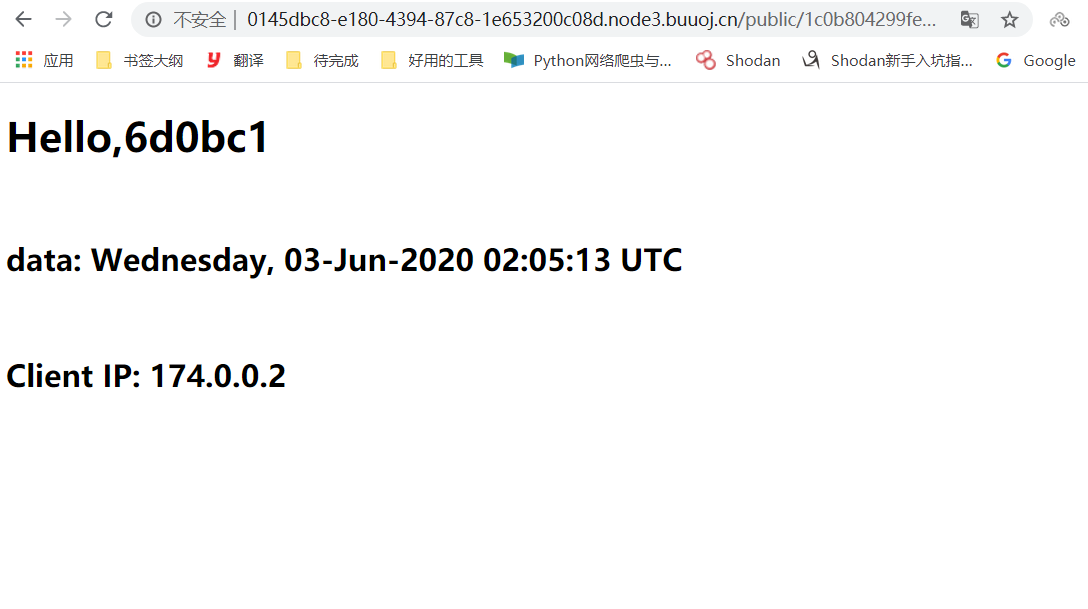 不安全 | 0145dbc8-e180-4394-87c8-1e653200c08d.node3.buuoj.cn/public/1c0b804299fe...
应用 书签大纲 翻译 待完成 好用的工具 Python网络爬虫与... Shodan Shodan新手入坑指... Google
Hello,6d0bc1
data: Wednesday, 03-Jun-2020 02:05:13 UTC
Client IP: 174.0.0.2